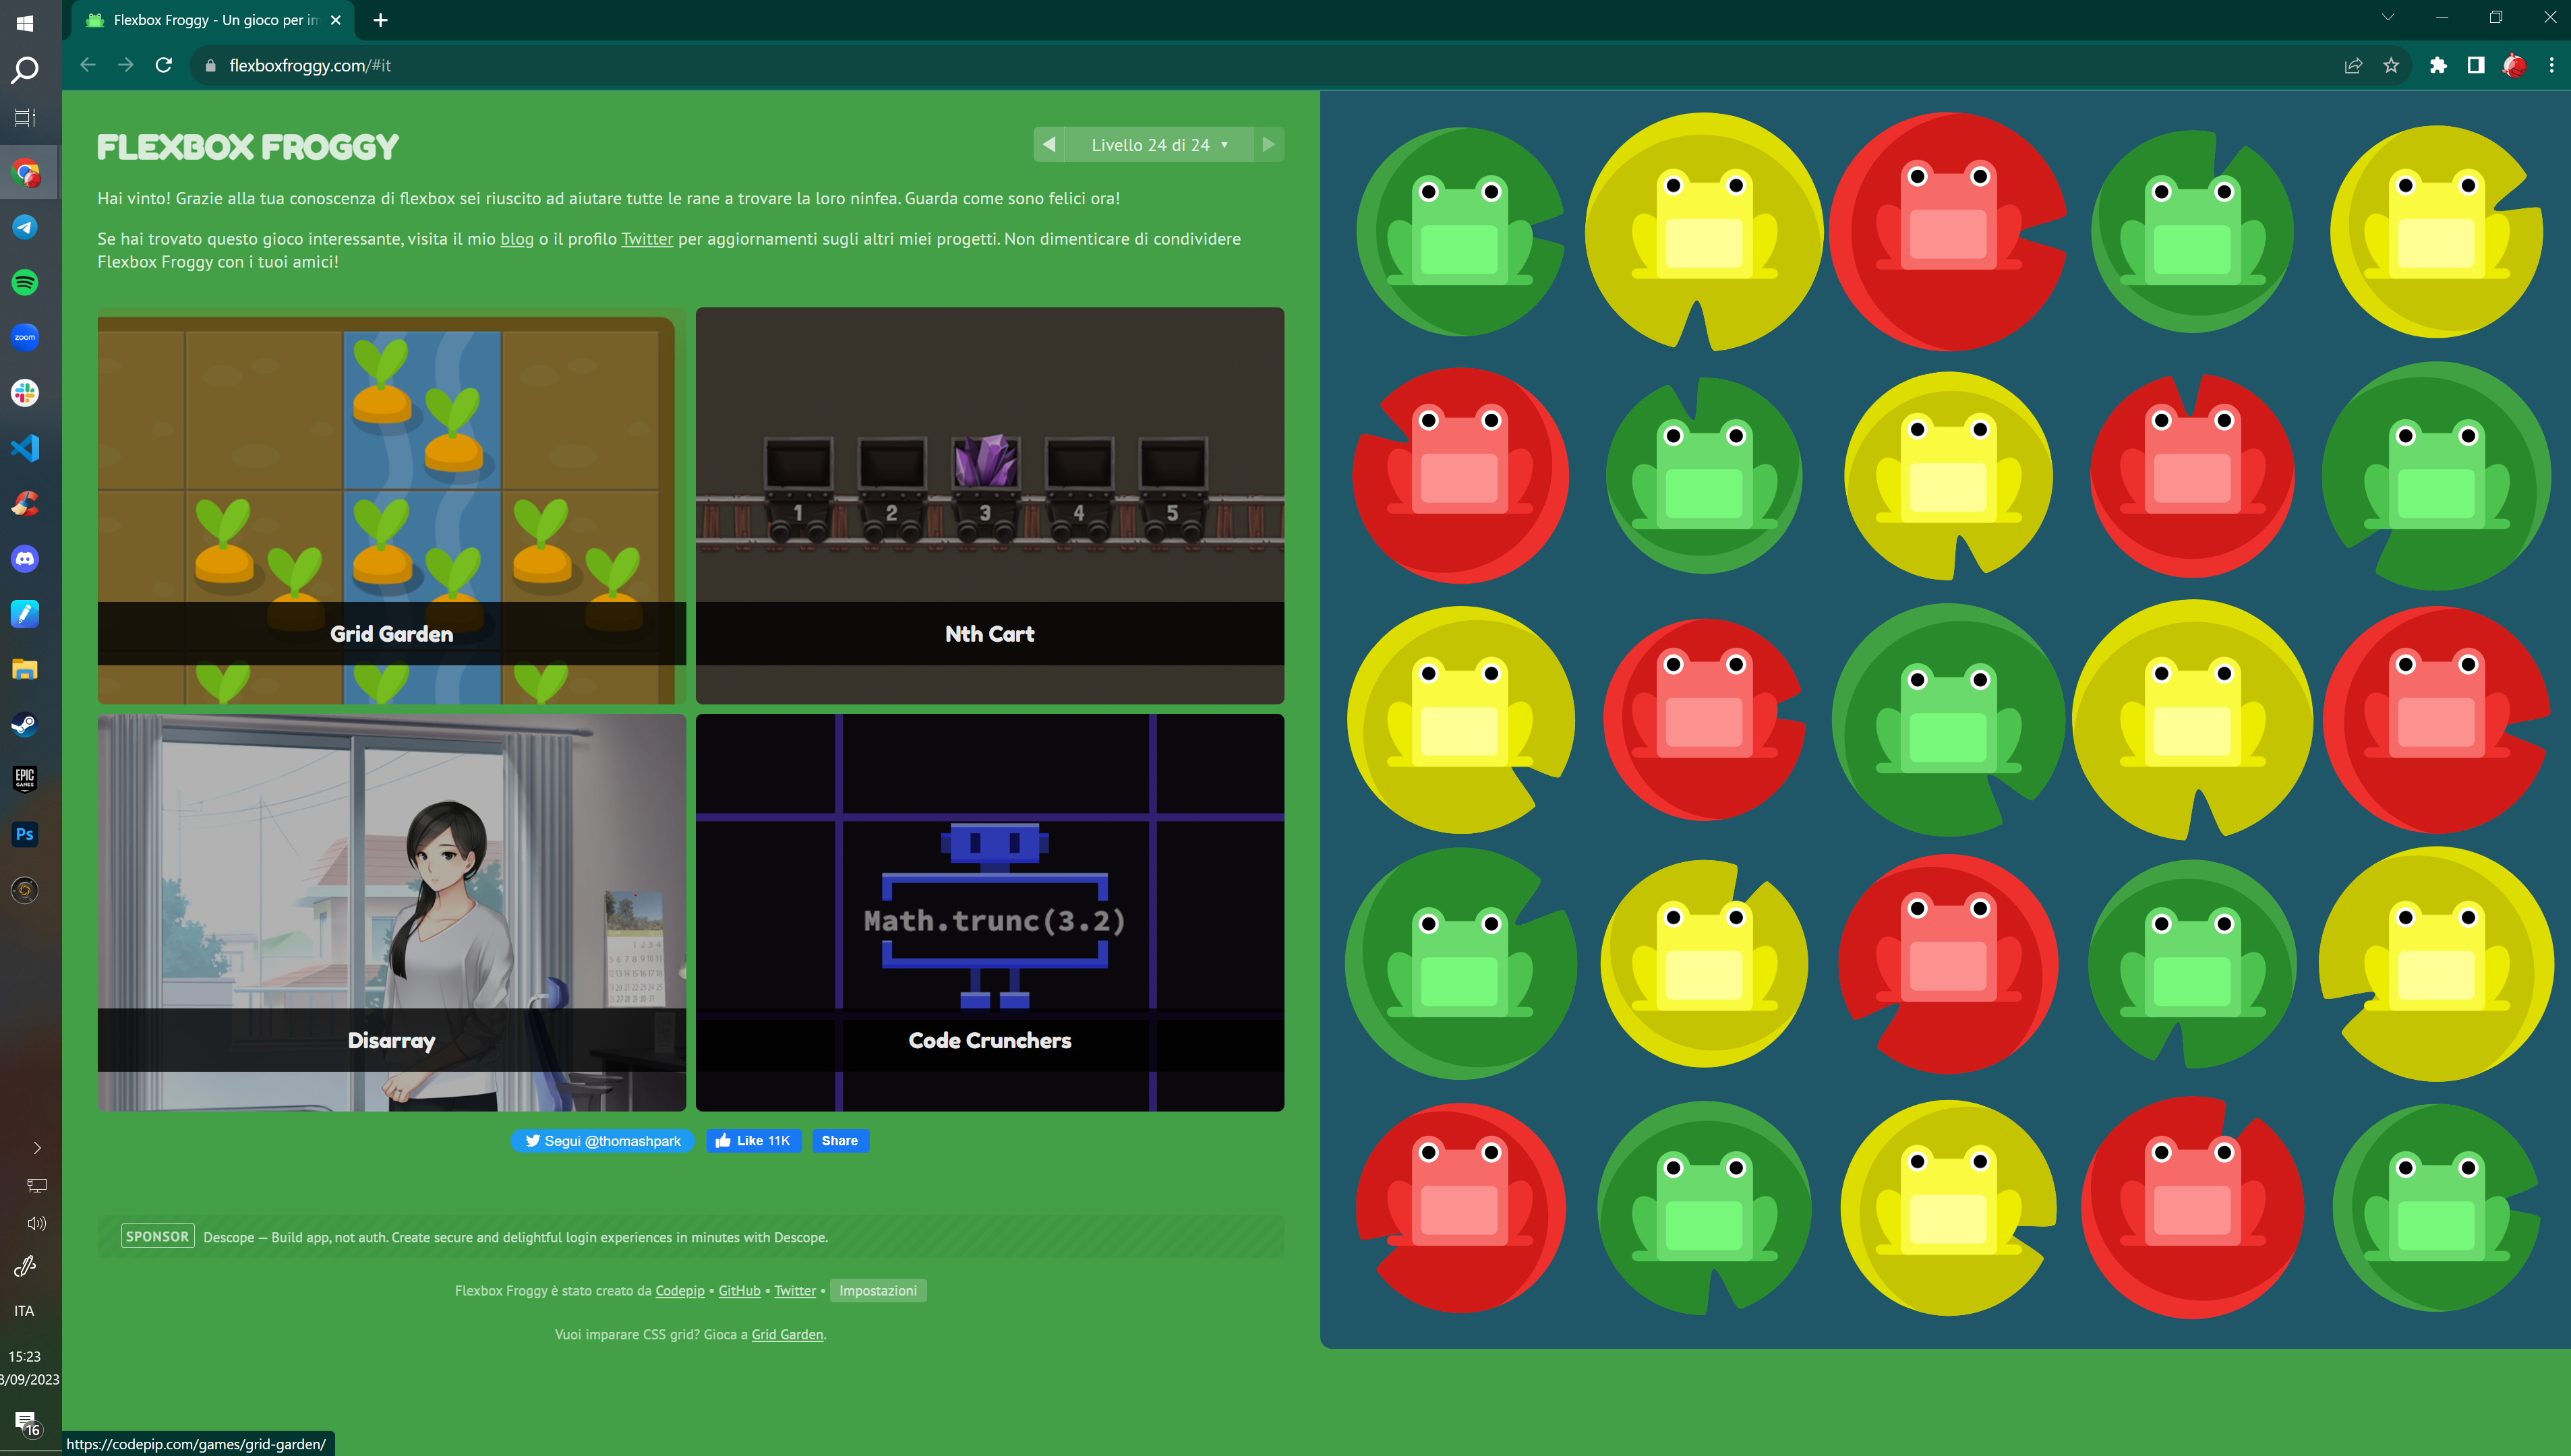 Flexbox Froggy - Un gioco per im
flexboxfroggy.com/#it
FLEXBOX FROGGY
Livello 24 di 24
Hai vinto! Grazie alla tua conoscenza di flexbox sei riuscito ad aiutare tutte le rane a trovare la loro ninfea. Guarda come sono felici ora!
Se hai trovato questo gioco interessante, visita il mio blog o il profilo Twitter per aggiornamenti sugli altri miei progetti. Non dimenticare di condividere
Flexbox Froggy con i tuoi amici!
1 2 3 4 5
Grid Garden
Nth Cart
Math.trunc(3.2)
Disarray
Code Crunchers
Segui @thomashpark
Like 11K
Share
SPONSOR Descope — Build app, not auth. Create secure and delightful login experiences in minutes with Descope.
Flexbox Froggy è stato creato da Codepip • GitHub • Twitter • Impostazioni
Vuoi imparare CSS grid? Gioca a Grid Garden.
zoom
EPIC
GAMES
Ps
ITA
15:23
8/09/2023
16
https://codepip.com/games/grid-garden/